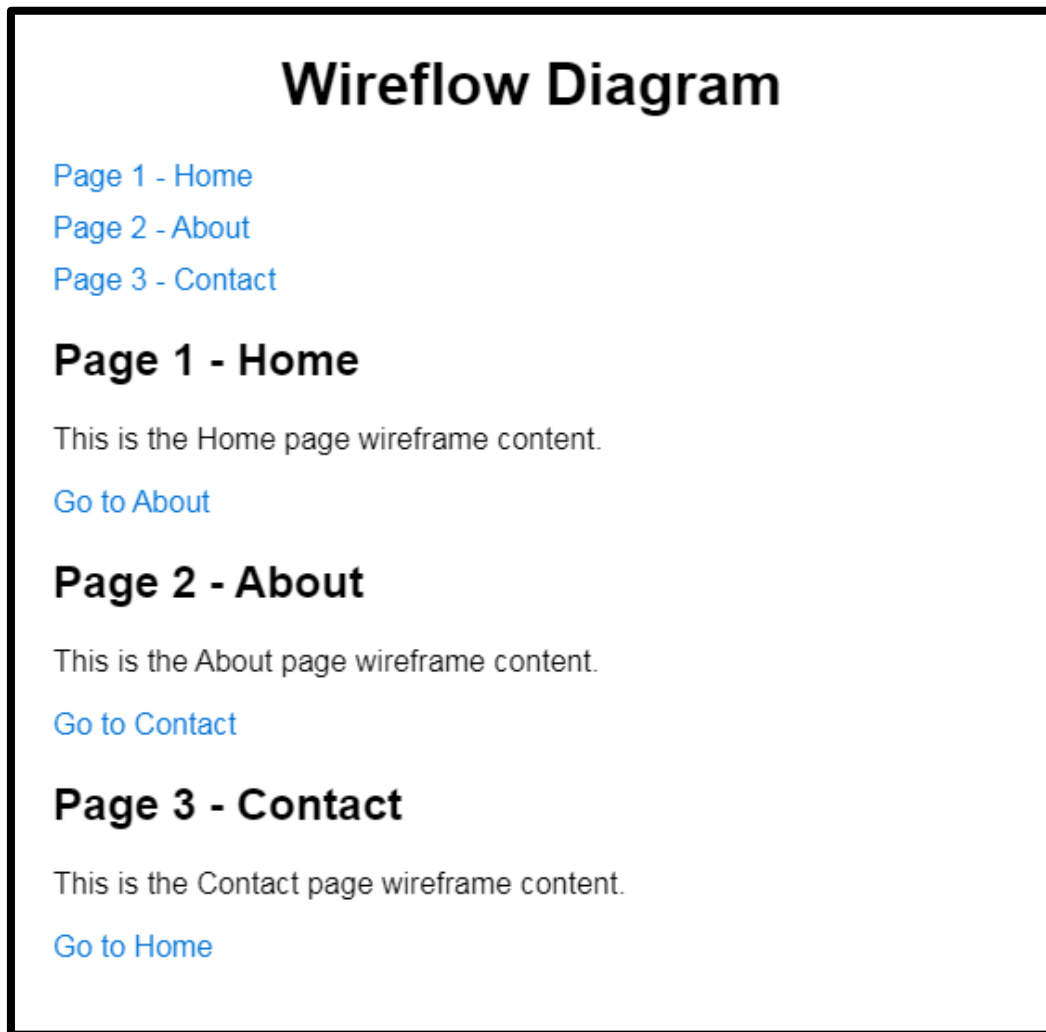 Wireflow Diagram
Page 1 - Home
Page 2 - About
Page 3 - Contact
Page 1 - Home
This is the Home page wireframe content.
Go to About
Page 2 - About
This is the About page wireframe content.
Go to Contact
Page 3 - Contact
This is the Contact page wireframe content.
Go to Home